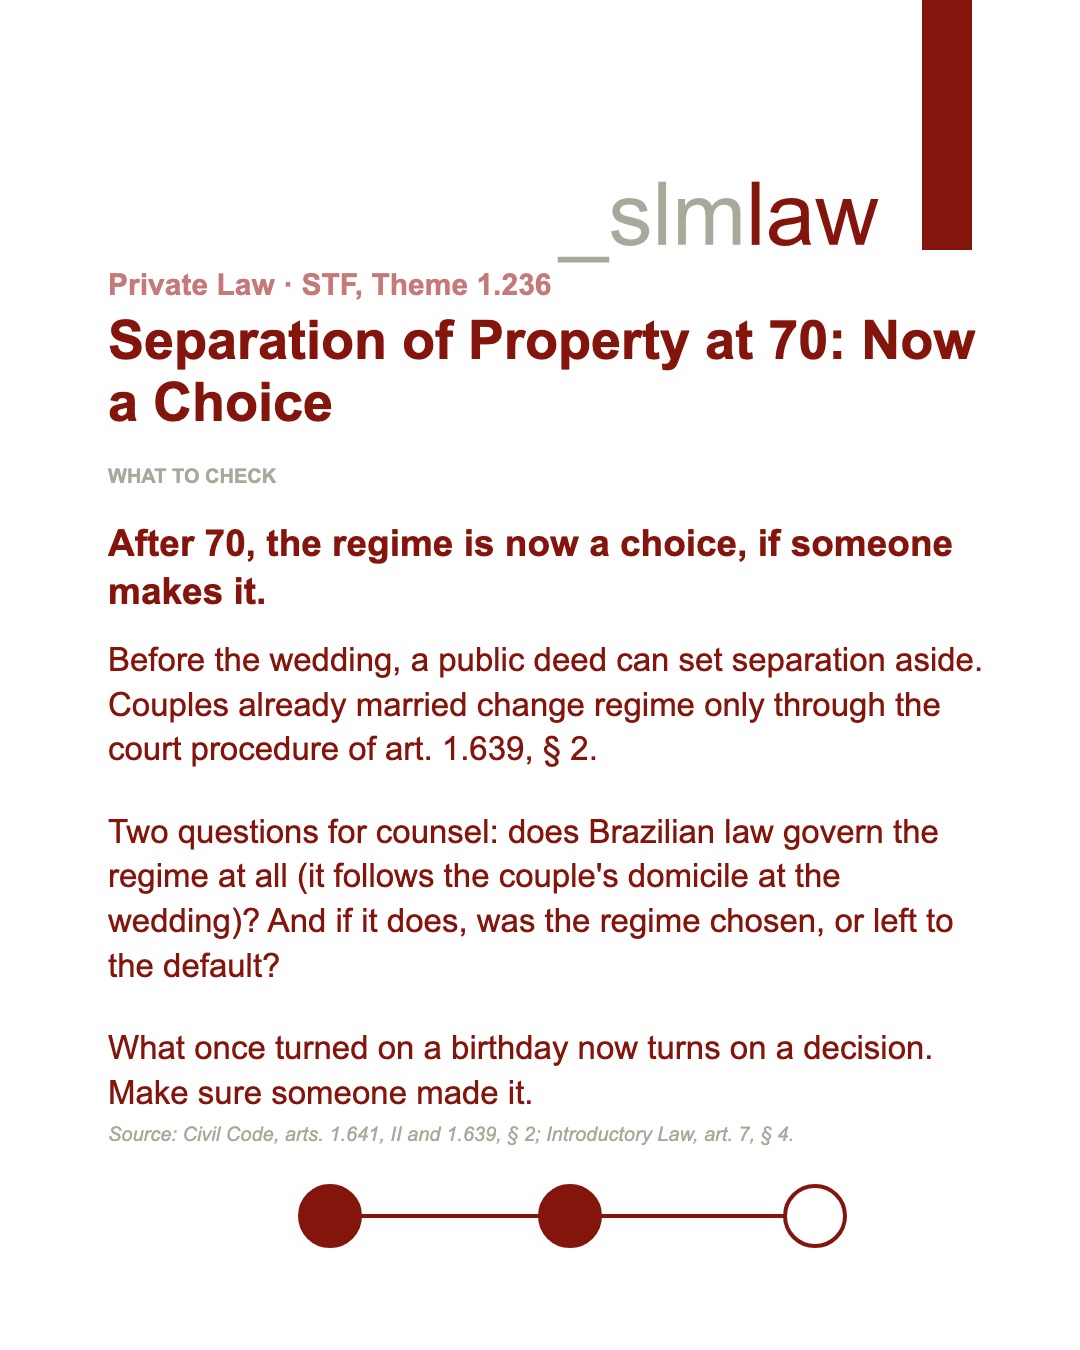 _slmlaw
Private Law · STF, Theme 1.236
Separation of Property at 70: Now
a Choice
WHAT TO CHECK
After 70, the regime is now a choice, if someone
makes it.
Before the wedding, a public deed can set separation aside.
Couples already married change regime only through the
court procedure of art. 1.639, § 2.
Two questions for counsel: does Brazilian law govern the
regime at all (it follows the couple's domicile at the
wedding)? And if it does, was the regime chosen, or left to
the default?
What once turned on a birthday now turns on a decision.
Make sure someone made it.
Source: Civil Code, arts. 1.641, II and 1.639, § 2; Introductory Law, art. 7, § 4.